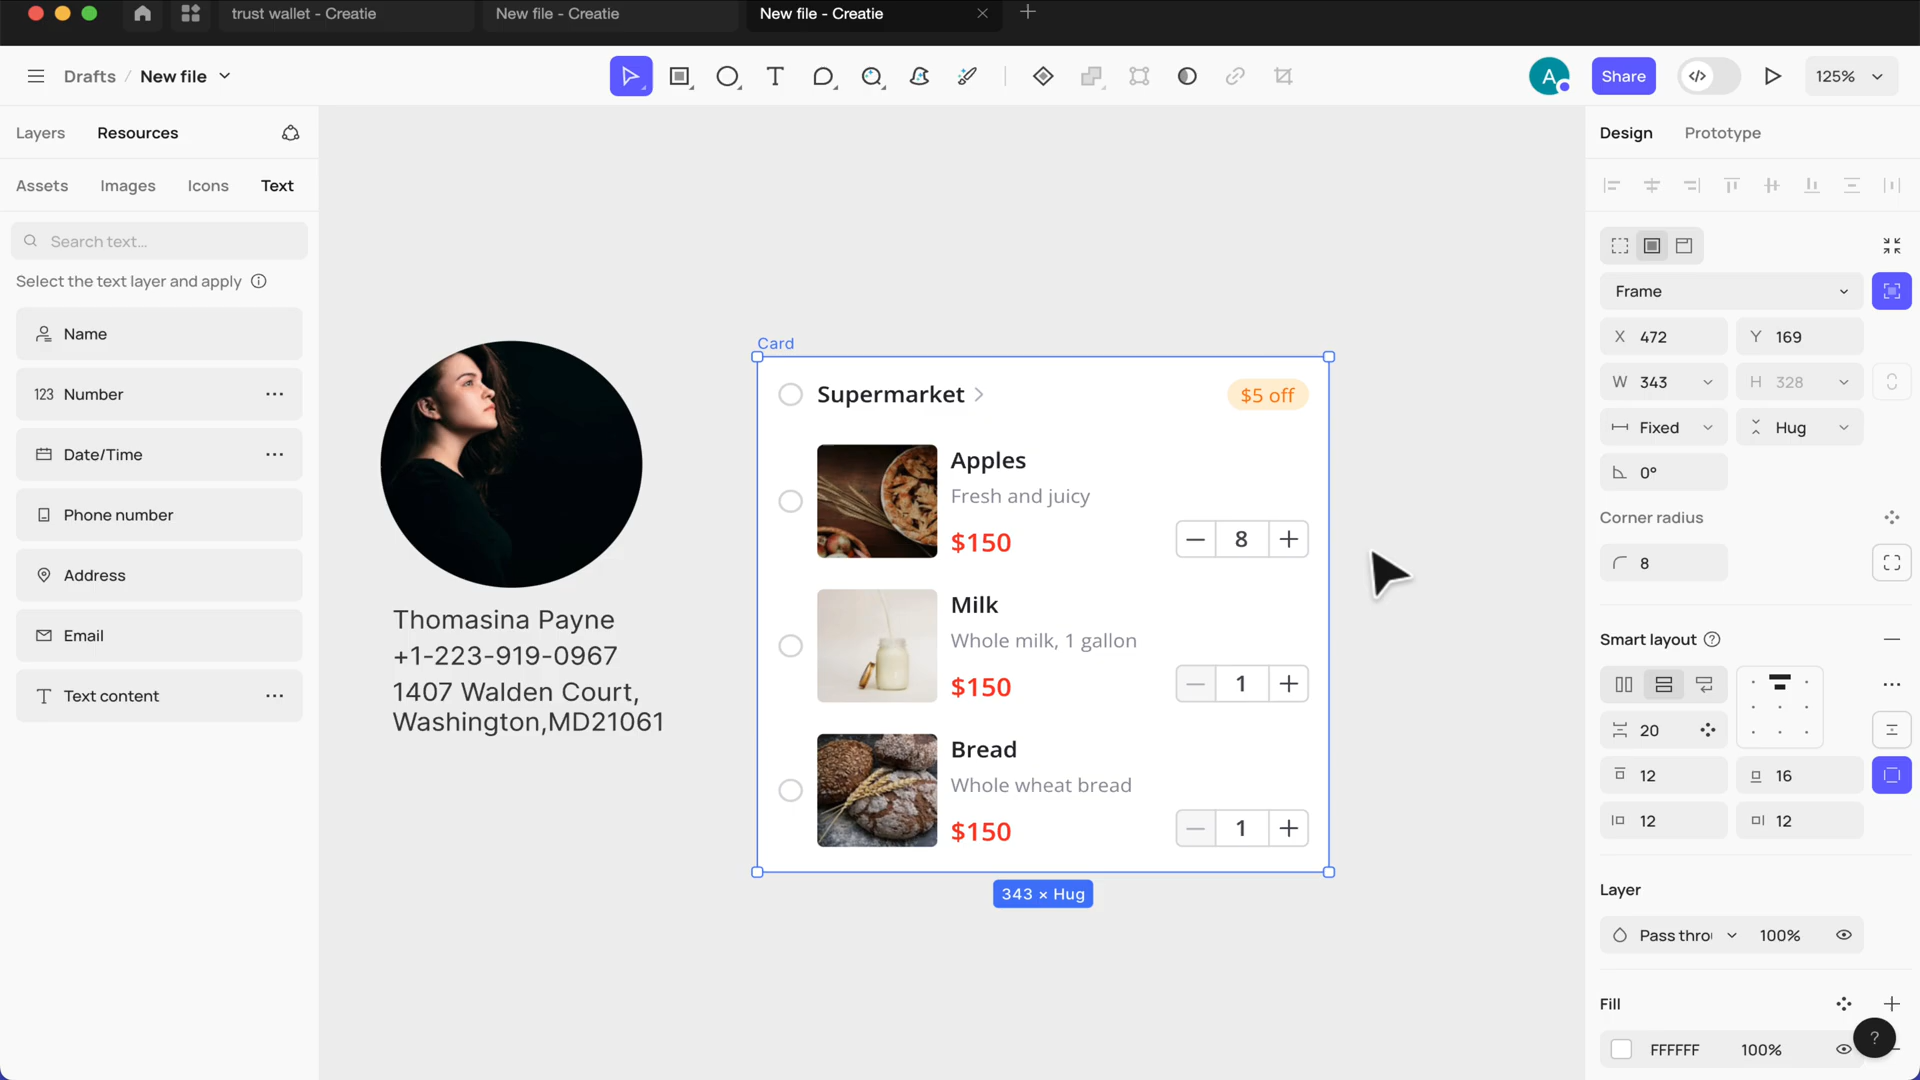 trust wallet - Creatie
New file - Creatie
New file - Creatie
Drafts / New file
A
Share
125%
Layers
Resources
Assets
Images
Icons
Text
Search text...
Select the text layer and apply
Name
123 Number
Date/Time
Phone number
Address
Email
Text content
Thomasina Payne
+1-223-919-0967
1407 Walden Court,
Washington,MD21061
Card
Supermarket
$5 off
Apples
Fresh and juicy
$150
8
Milk
Whole milk, 1 gallon
$150
1
Bread
Whole wheat bread
$150
1
343 × Hug
Design
Prototype
Frame
X 472
Y 169
W 343
H 328
Fixed
Hug
0°
Corner radius
8
Smart layout
20
12
16
12
12
Layer
Pass thro
100%
Fill
FFFFFF
100%
?